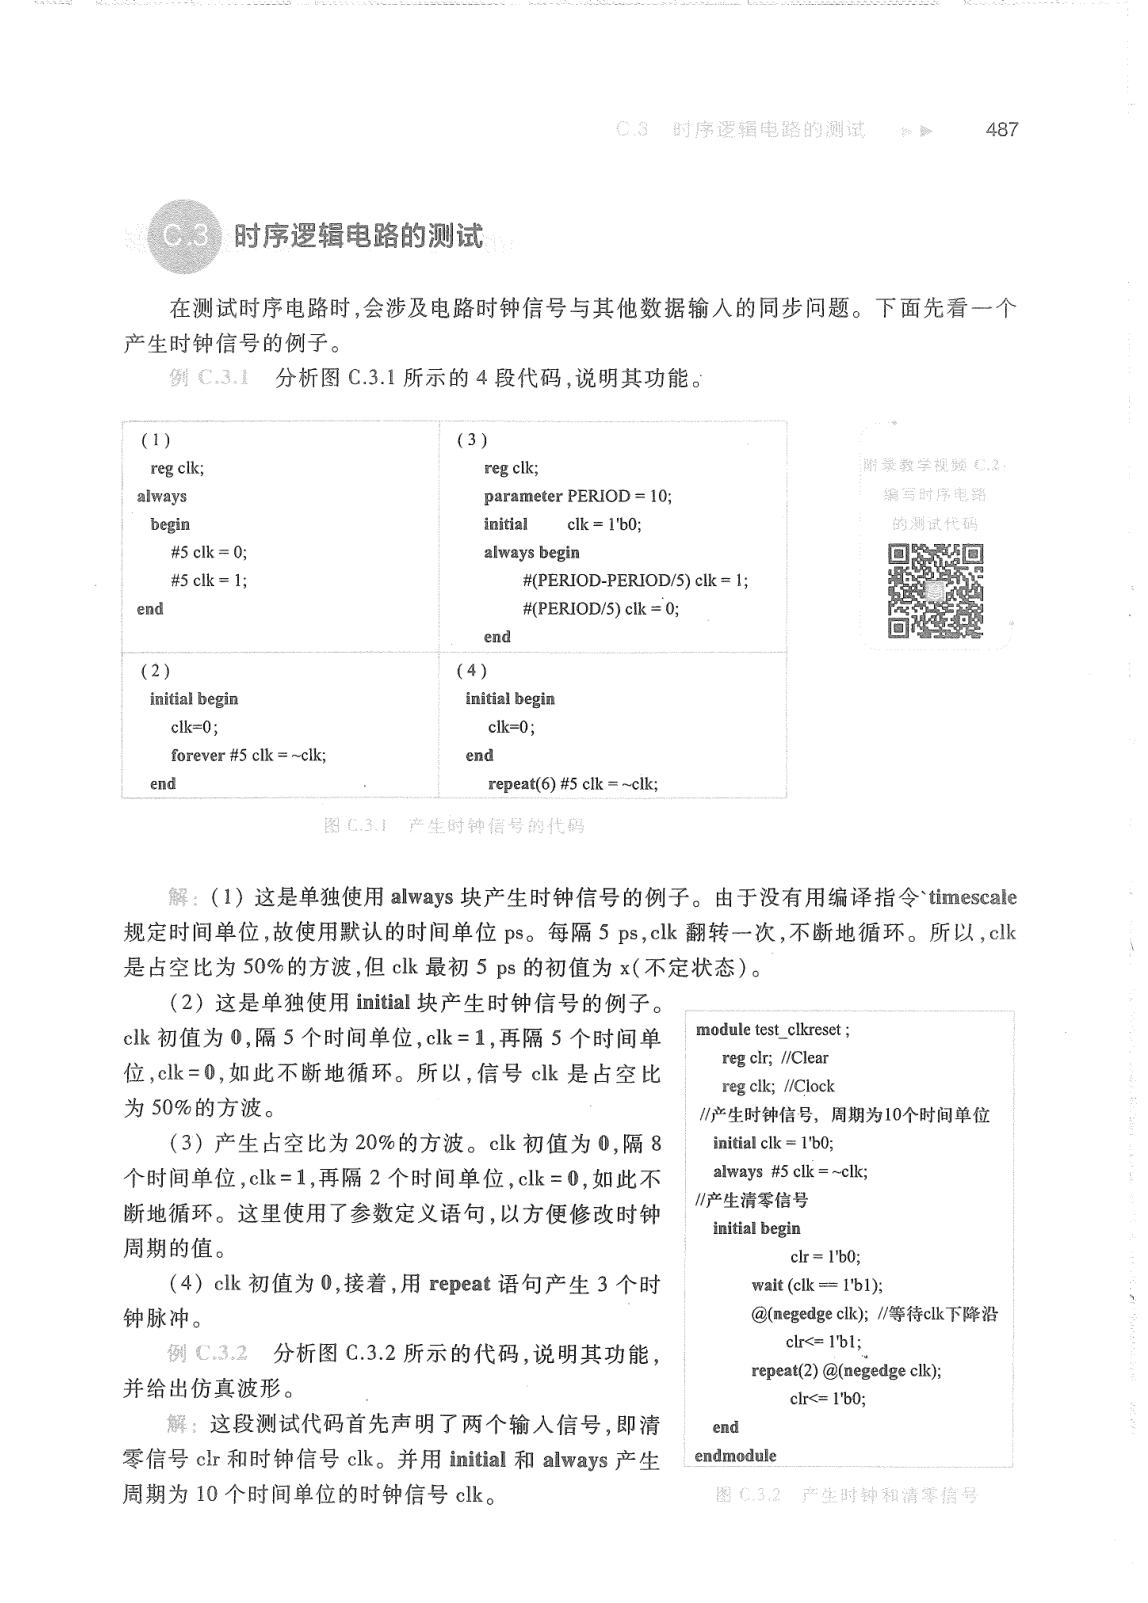 C.3 时序逻辑电路的测试 487
C.3 时序逻辑电路的测试
在测试时序电路时,会涉及电路时钟信号与其他数据输入的同步问题。下面先看一个
产生时钟信号的例子。
例 C.3.1 分析图 C.3.1 所示的 4 段代码,说明其功能。
(1)
reg clk;
always
begin
#5 clk = 0;
#5 clk = 1;
end
(3)
reg clk;
parameter PERIOD = 10;
initial clk = 1'b0;
always begin
#(PERIOD-PERIOD/5) clk = 1;
#(PERIOD/5) clk = 0;
end
(2)
initial begin
clk=0;
forever #5 clk = ~clk;
end
(4)
initial begin
clk=0;
end
repeat(6) #5 clk = ~clk;
图 C.3.1 产生时钟信号的代码
附录教学视频 C.2
编写时序电路
的测试代码
解:(1) 这是单独使用 always 块产生时钟信号的例子。由于没有用编译指令`timescale
规定时间单位,故使用默认的时间单位 ps。每隔 5 ps,clk 翻转一次,不断地循环。所以,clk
是占空比为 50%的方波,但 clk 最初 5 ps 的初值为 x(不定状态)。
(2) 这是单独使用 initial 块产生时钟信号的例子。
clk 初值为 0,隔 5 个时间单位,clk = 1,再隔 5 个时间单
位,clk = 0,如此不断地循环。所以,信号 clk 是占空比
为 50%的方波。
(3) 产生占空比为 20%的方波。clk 初值为 0,隔 8
个时间单位,clk = 1,再隔 2 个时间单位,clk = 0,如此不
断地循环。这里使用了参数定义语句,以方便修改时钟
周期的值。
(4) clk 初值为 0,接着,用 repeat 语句产生 3 个时
钟脉冲。
例 C.3.2 分析图 C.3.2 所示的代码,说明其功能,
并给出仿真波形。
解:这段测试代码首先声明了两个输入信号,即清
零信号 clr 和时钟信号 clk。并用 initial 和 always 产生
周期为 10 个时间单位的时钟信号 clk。
module test_clkreset ;
reg clr; //Clear
reg clk; //Clock
//产生时钟信号, 周期为10个时间单位
initial clk = 1'b0;
always #5 clk = ~clk;
//产生清零信号
initial begin
clr = 1'b0;
wait (clk == 1'b1);
@(negedge clk); //等待clk下降沿
clr<= 1'b1;
repeat(2) @(negedge clk);
clr<= 1'b0;
end
endmodule
图 C.3.2 产生时钟和清零信号